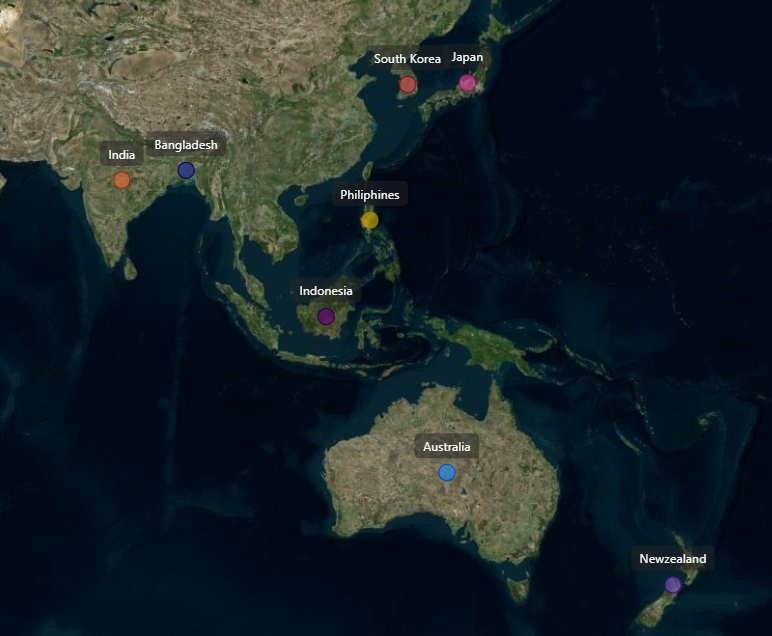 South Korea
Japan
Bangladesh
India
Philiphines
Indonesia
Australia
Newzealand